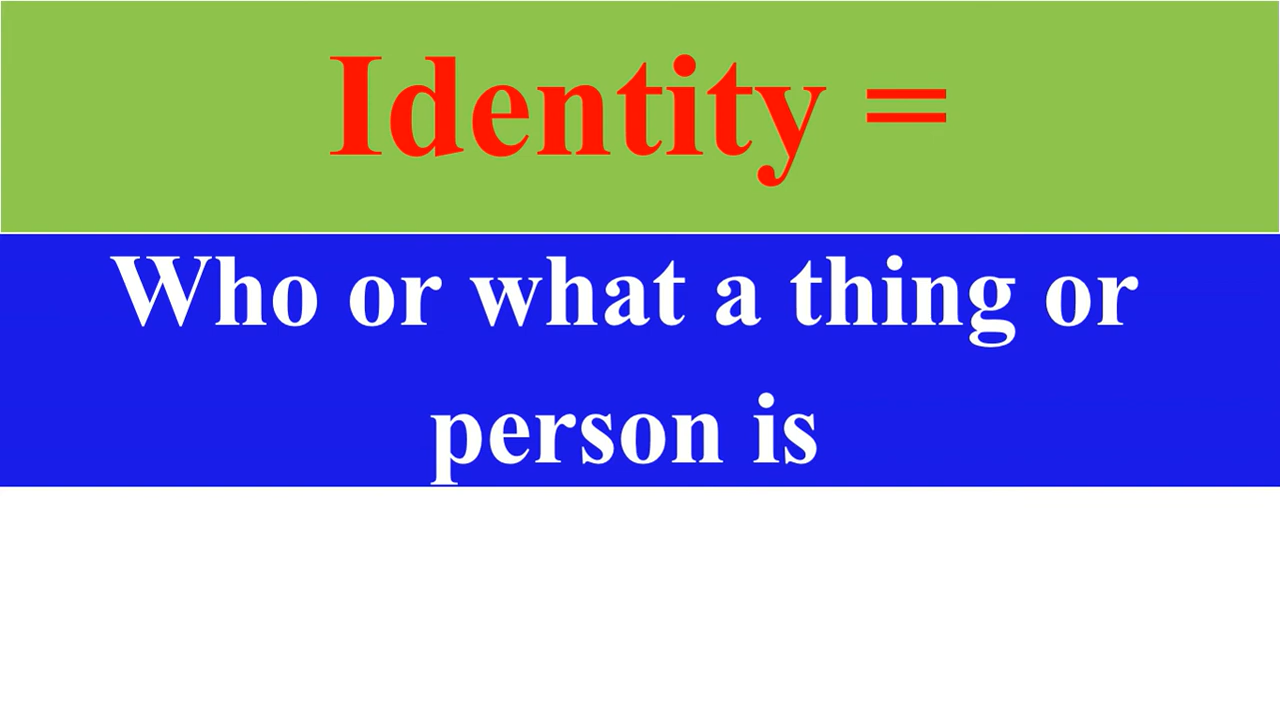 Identity =
Who or what a thing or
person is